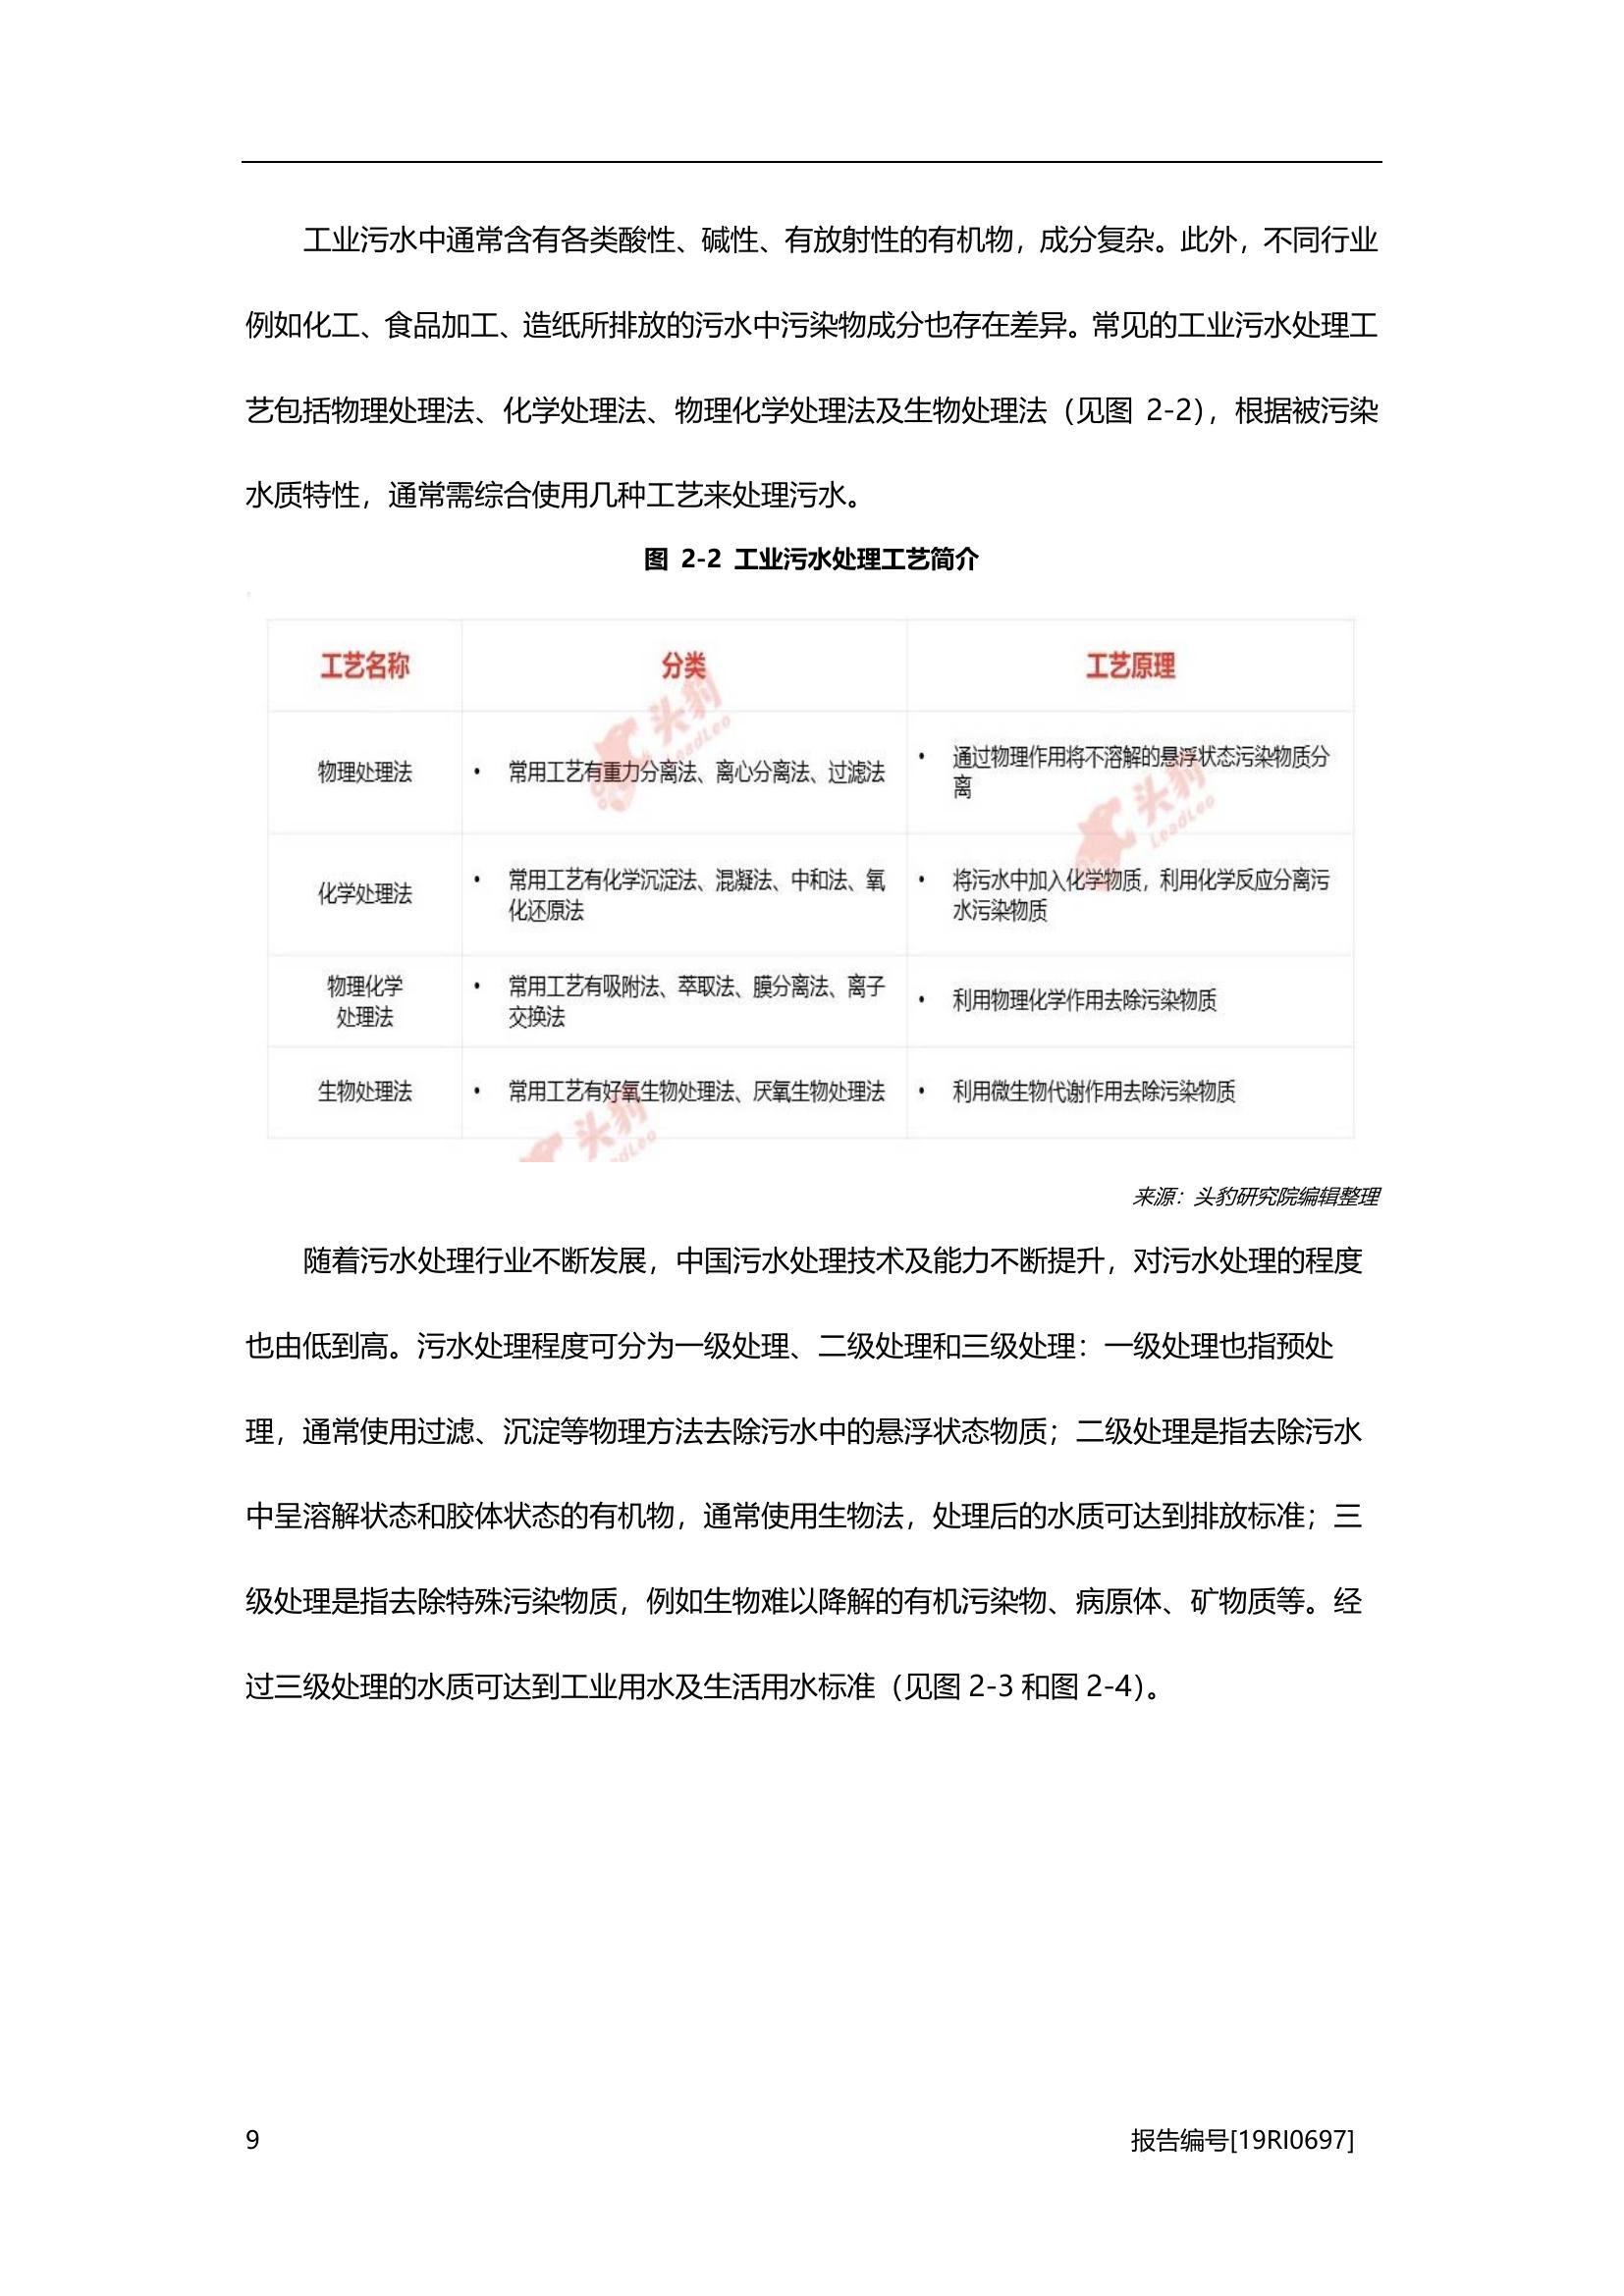 工业污水中通常含有各类酸性、碱性、有放射性的有机物，成分复杂。此外，不同行业
例如化工、食品加工、造纸所排放的污水中污染物成分也存在差异。常见的工业污水处理工
艺包括物理处理法、化学处理法、物理化学处理法及生物处理法（见图 2-2），根据被污染
水质特性，通常需综合使用几种工艺来处理污水。
图 2-2 工业污水处理工艺简介
工艺名称 分类 工艺原理
物理处理法
• 常用工艺有重力分离法、离心分离法、过滤法
• 通过物理作用将不溶解的悬浮状态污染物质分
离
化学处理法
• 常用工艺有化学沉淀法、混凝法、中和法、氧
化还原法
• 将污水中加入化学物质，利用化学反应分离污
水污染物质
物理化学
处理法
• 常用工艺有吸附法、萃取法、膜分离法、离子
交换法
• 利用物理化学作用去除污染物质
生物处理法
• 常用工艺有好氧生物处理法、厌氧生物处理法
• 利用微生物代谢作用去除污染物质
头豹
LeadLeo
头豹
LeadLeo
头豹
来源：头豹研究院编辑整理
随着污水处理行业不断发展，中国污水处理技术及能力不断提升，对污水处理的程度
也由低到高。污水处理程度可分为一级处理、二级处理和三级处理：一级处理也指预处
理，通常使用过滤、沉淀等物理方法去除污水中的悬浮状态物质；二级处理是指去除污水
中呈溶解状态和胶体状态的有机物，通常使用生物法，处理后的水质可达到排放标准；三
级处理是指去除特殊污染物质，例如生物难以降解的有机污染物、病原体、矿物质等。经
过三级处理的水质可达到工业用水及生活用水标准（见图 2-3 和图 2-4）。
9 报告编号[19RI0697]